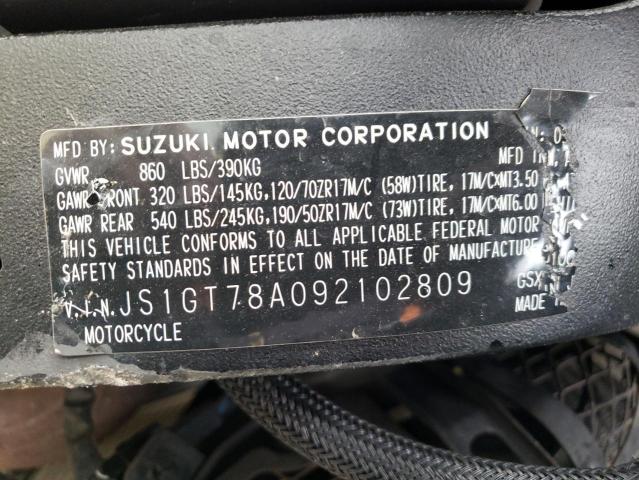 MFD BY: SUZUKI MOTOR CORPORATION
GVWR 860 LBS/390KG MFD IN
GAWR FRONT 320 LBS/145KG,120/70ZR17M/C (58W)TIRE, 17M/CXMT3.50
GAWR REAR 540 LBS/245KG,190/50ZR17M/C (73W)TIRE, 17M/CXMT6.00
THIS VEHICLE CONFORMS TO ALL APPLICABLE FEDERAL MOTOR
SAFETY STANDARDS IN EFFECT ON THE DATE OF MANUFACTURE
V.I.N. JS1GT78A092102809 GSX
MOTORCYCLE MADE